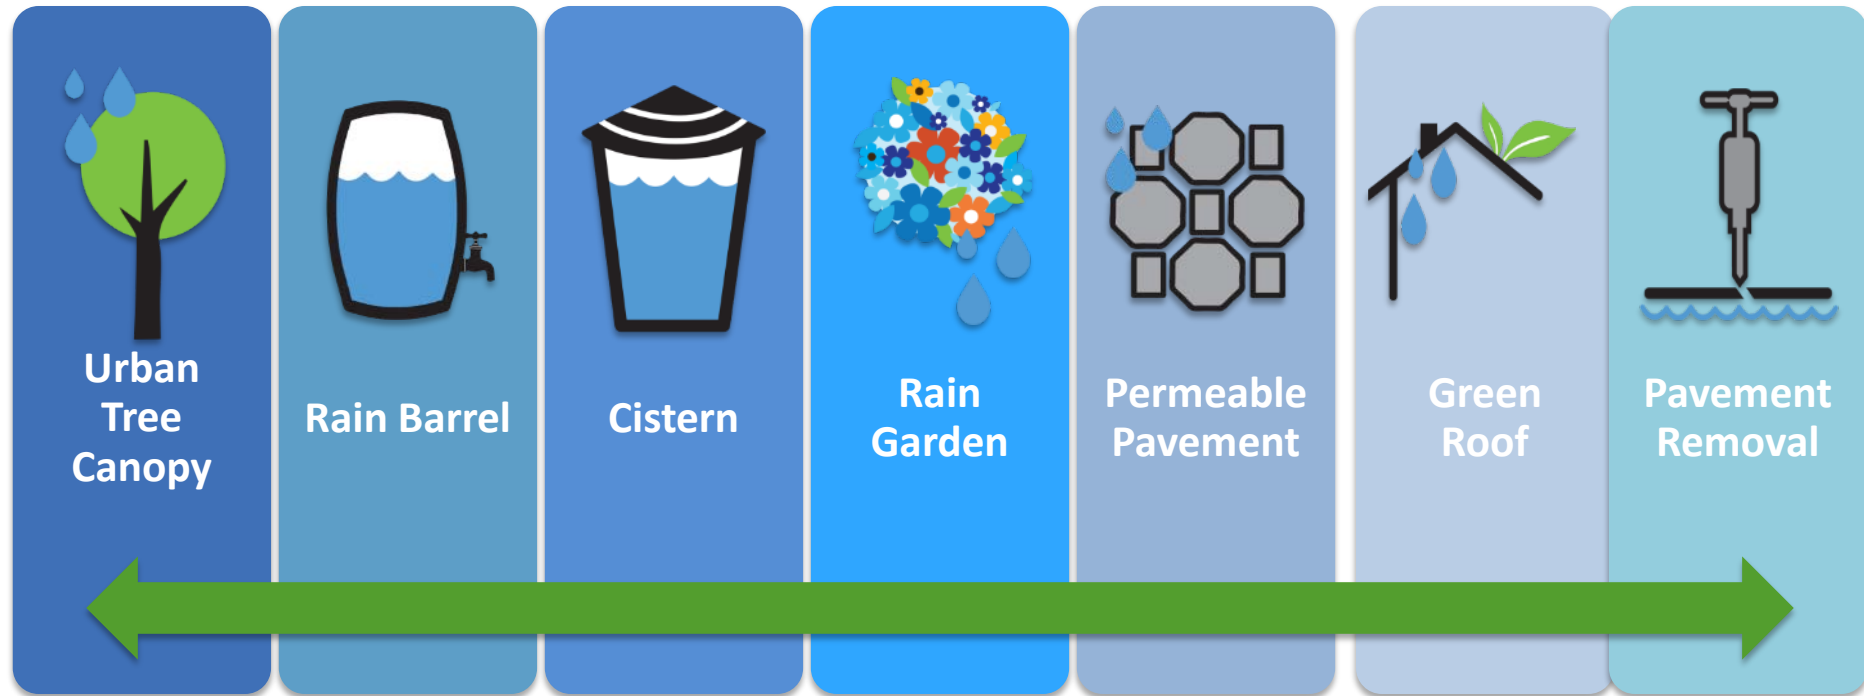 Urban
Tree
Canopy
Rain Barrel
Cistern
Rain
Garden
Permeable
Pavement
Green
Roof
Pavement
Removal